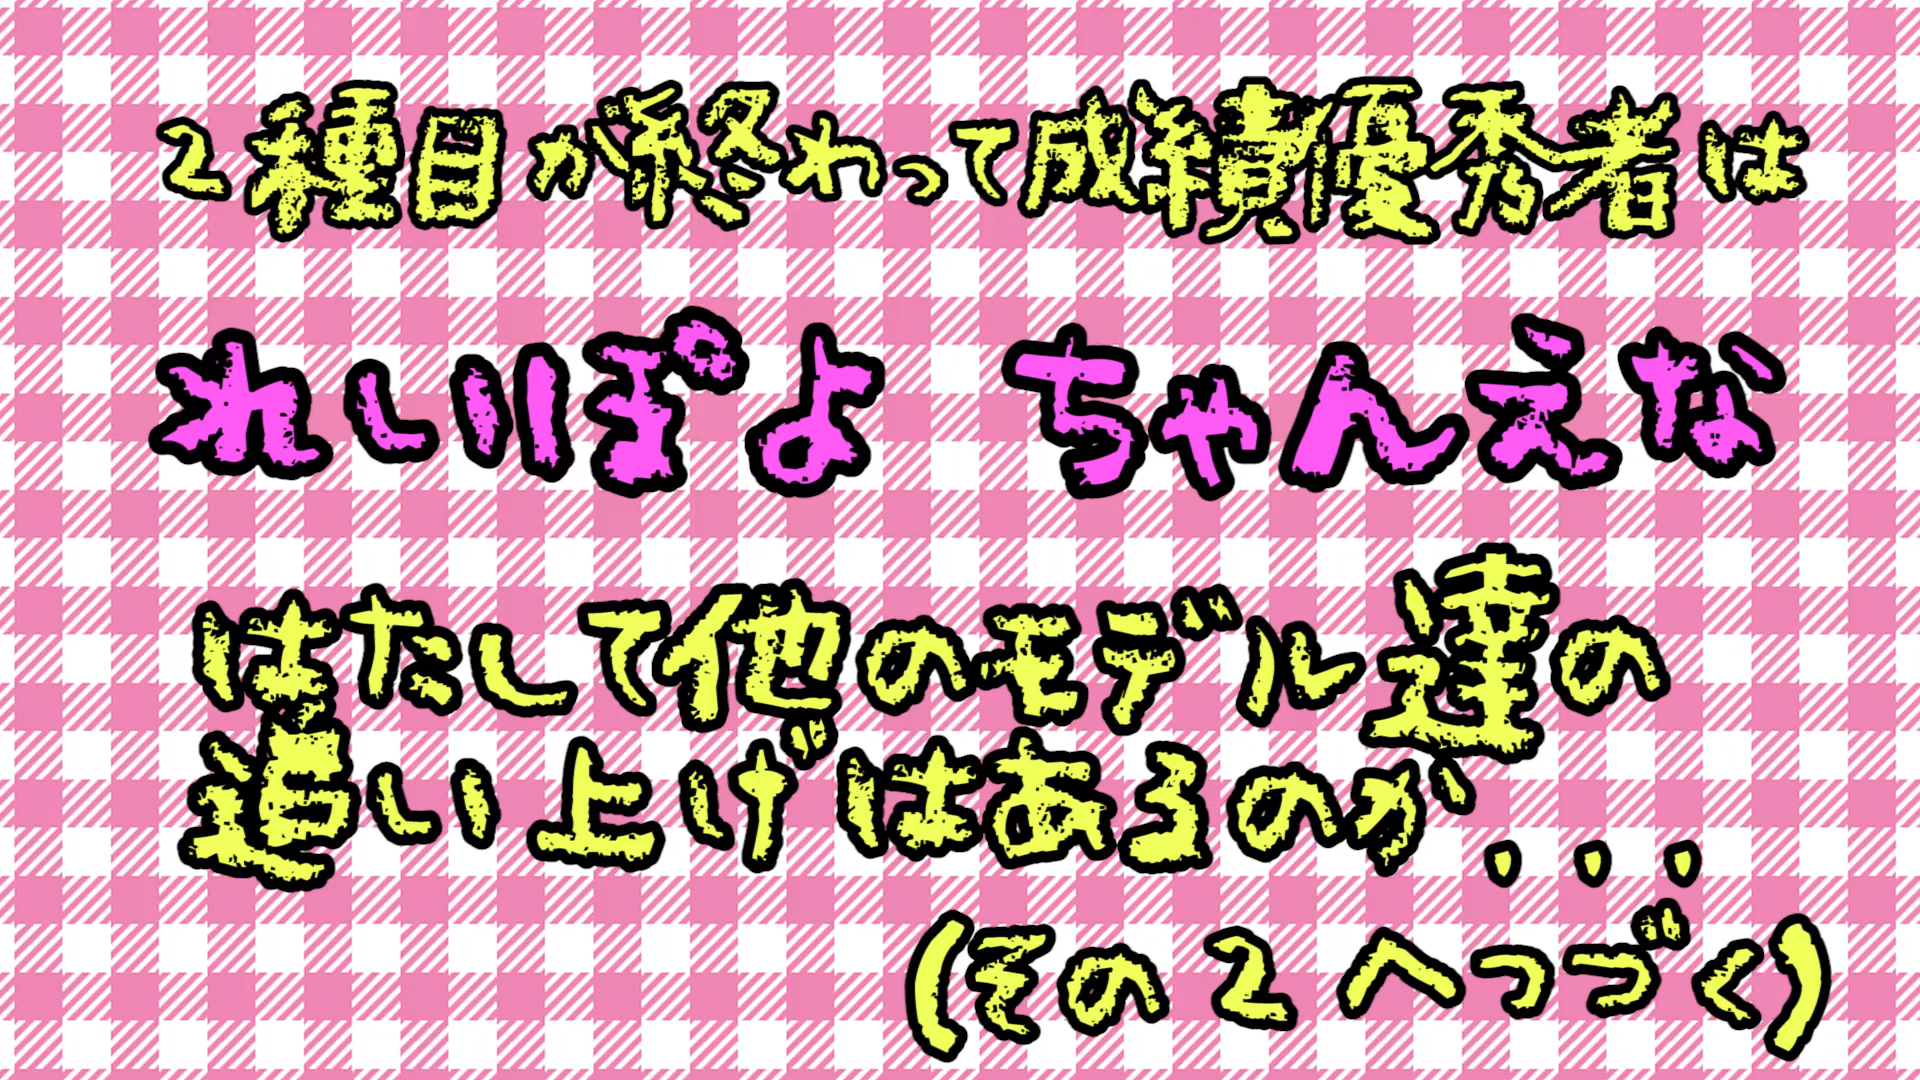 2種目が終わって成績優秀者は
れいぽよ ちゃんえな
はたして他のモデル達の
追い上げはあるのか...
(その2へつづく)